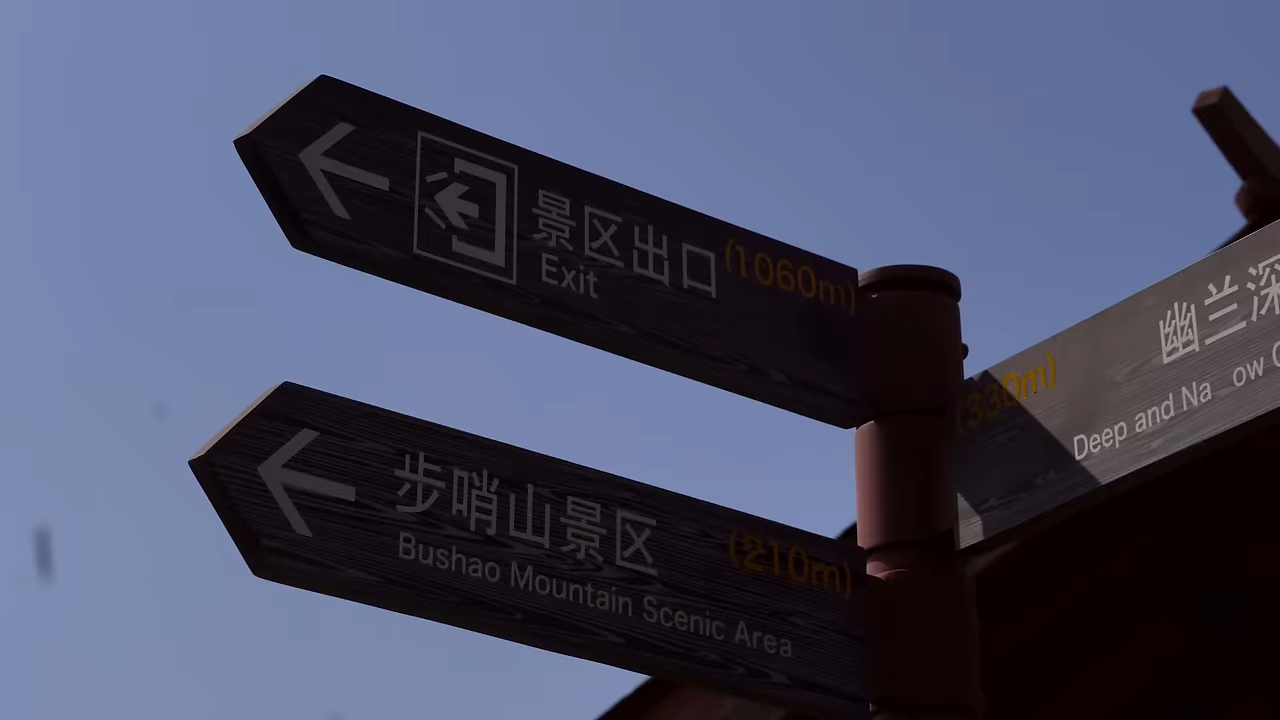 景区出口 (1060m)
Exit
步哨山景区 (210m)
Bushao Mountain Scenic Area
(330m) 幽兰深
Deep and Na ow